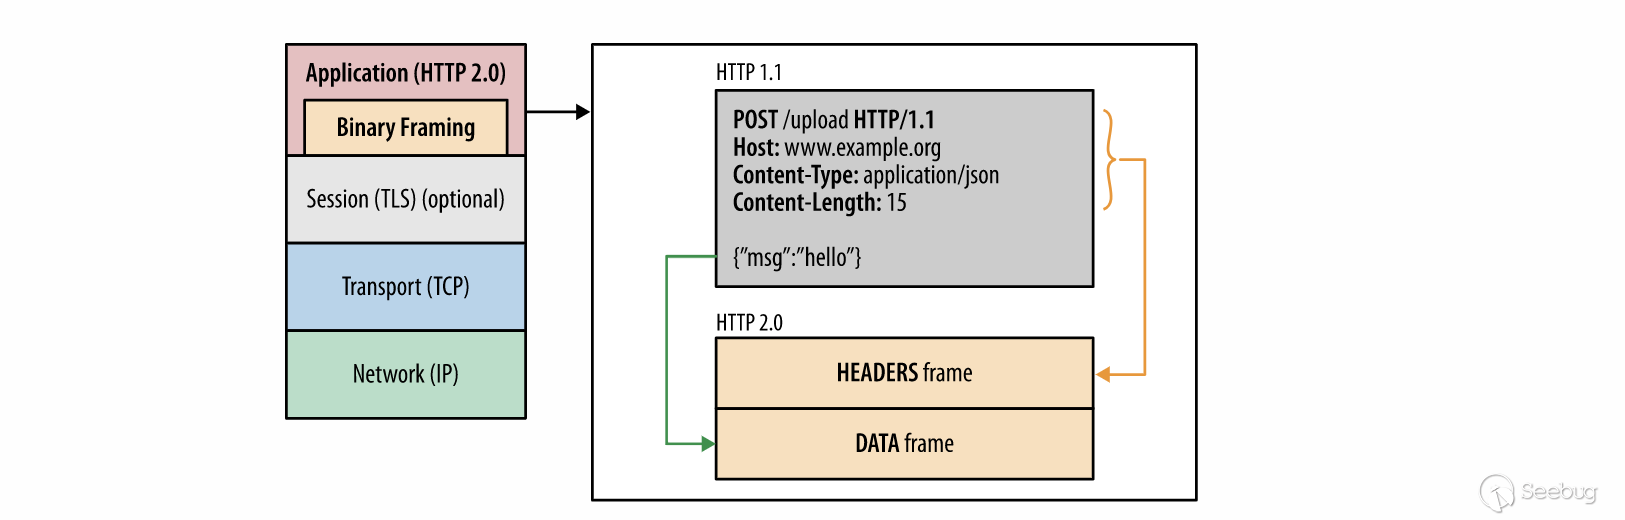 Application (HTTP 2.0)
Binary Framing
Session (TLS) (optional)
Transport (TCP)
Network (IP)
HTTP 1.1
POST /upload HTTP/1.1
Host: www.example.org
Content-Type: application/json
Content-Length: 15
{”msg”:”hello”}
HTTP 2.0
HEADERS frame
DATA frame
Seebug